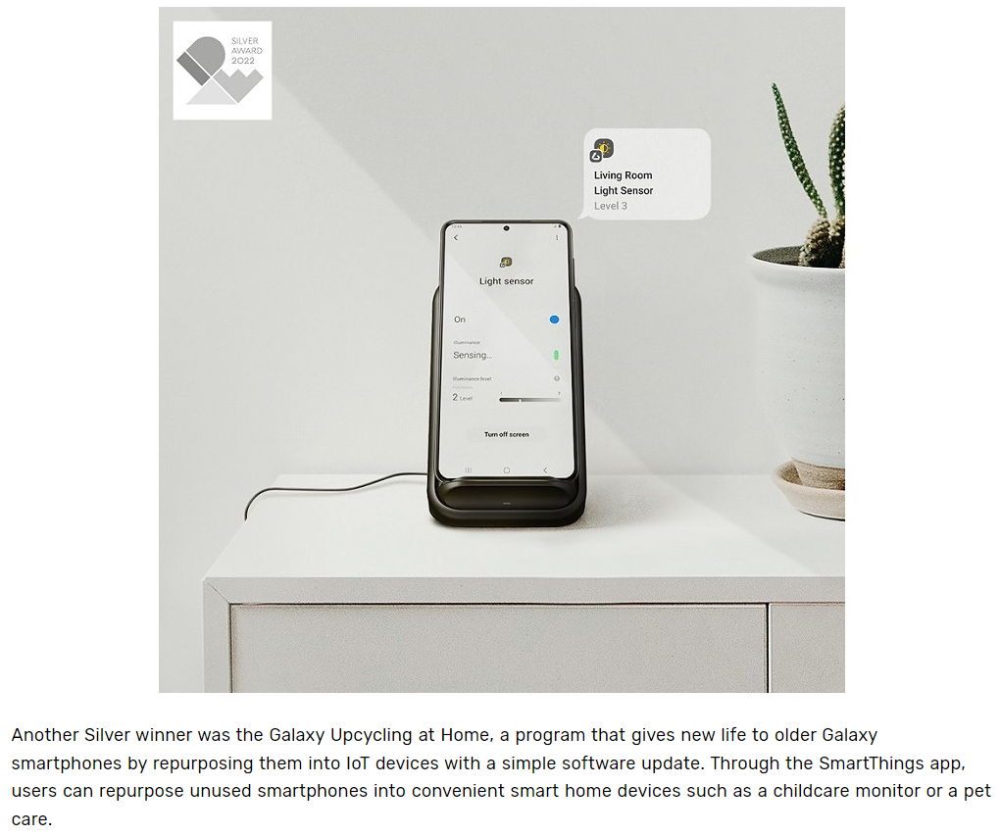 SILVER
AWARD
2022
Living Room
Light Sensor
Level 3
Light sensor
On
Illuminance
Sensing...
Illuminance level
2 Level
Turn off screen
Another Silver winner was the Galaxy Upcycling at Home, a program that gives new life to older Galaxy
smartphones by repurposing them into IoT devices with a simple software update. Through the SmartThings app,
users can repurpose unused smartphones into convenient smart home devices such as a childcare monitor or a pet
care.